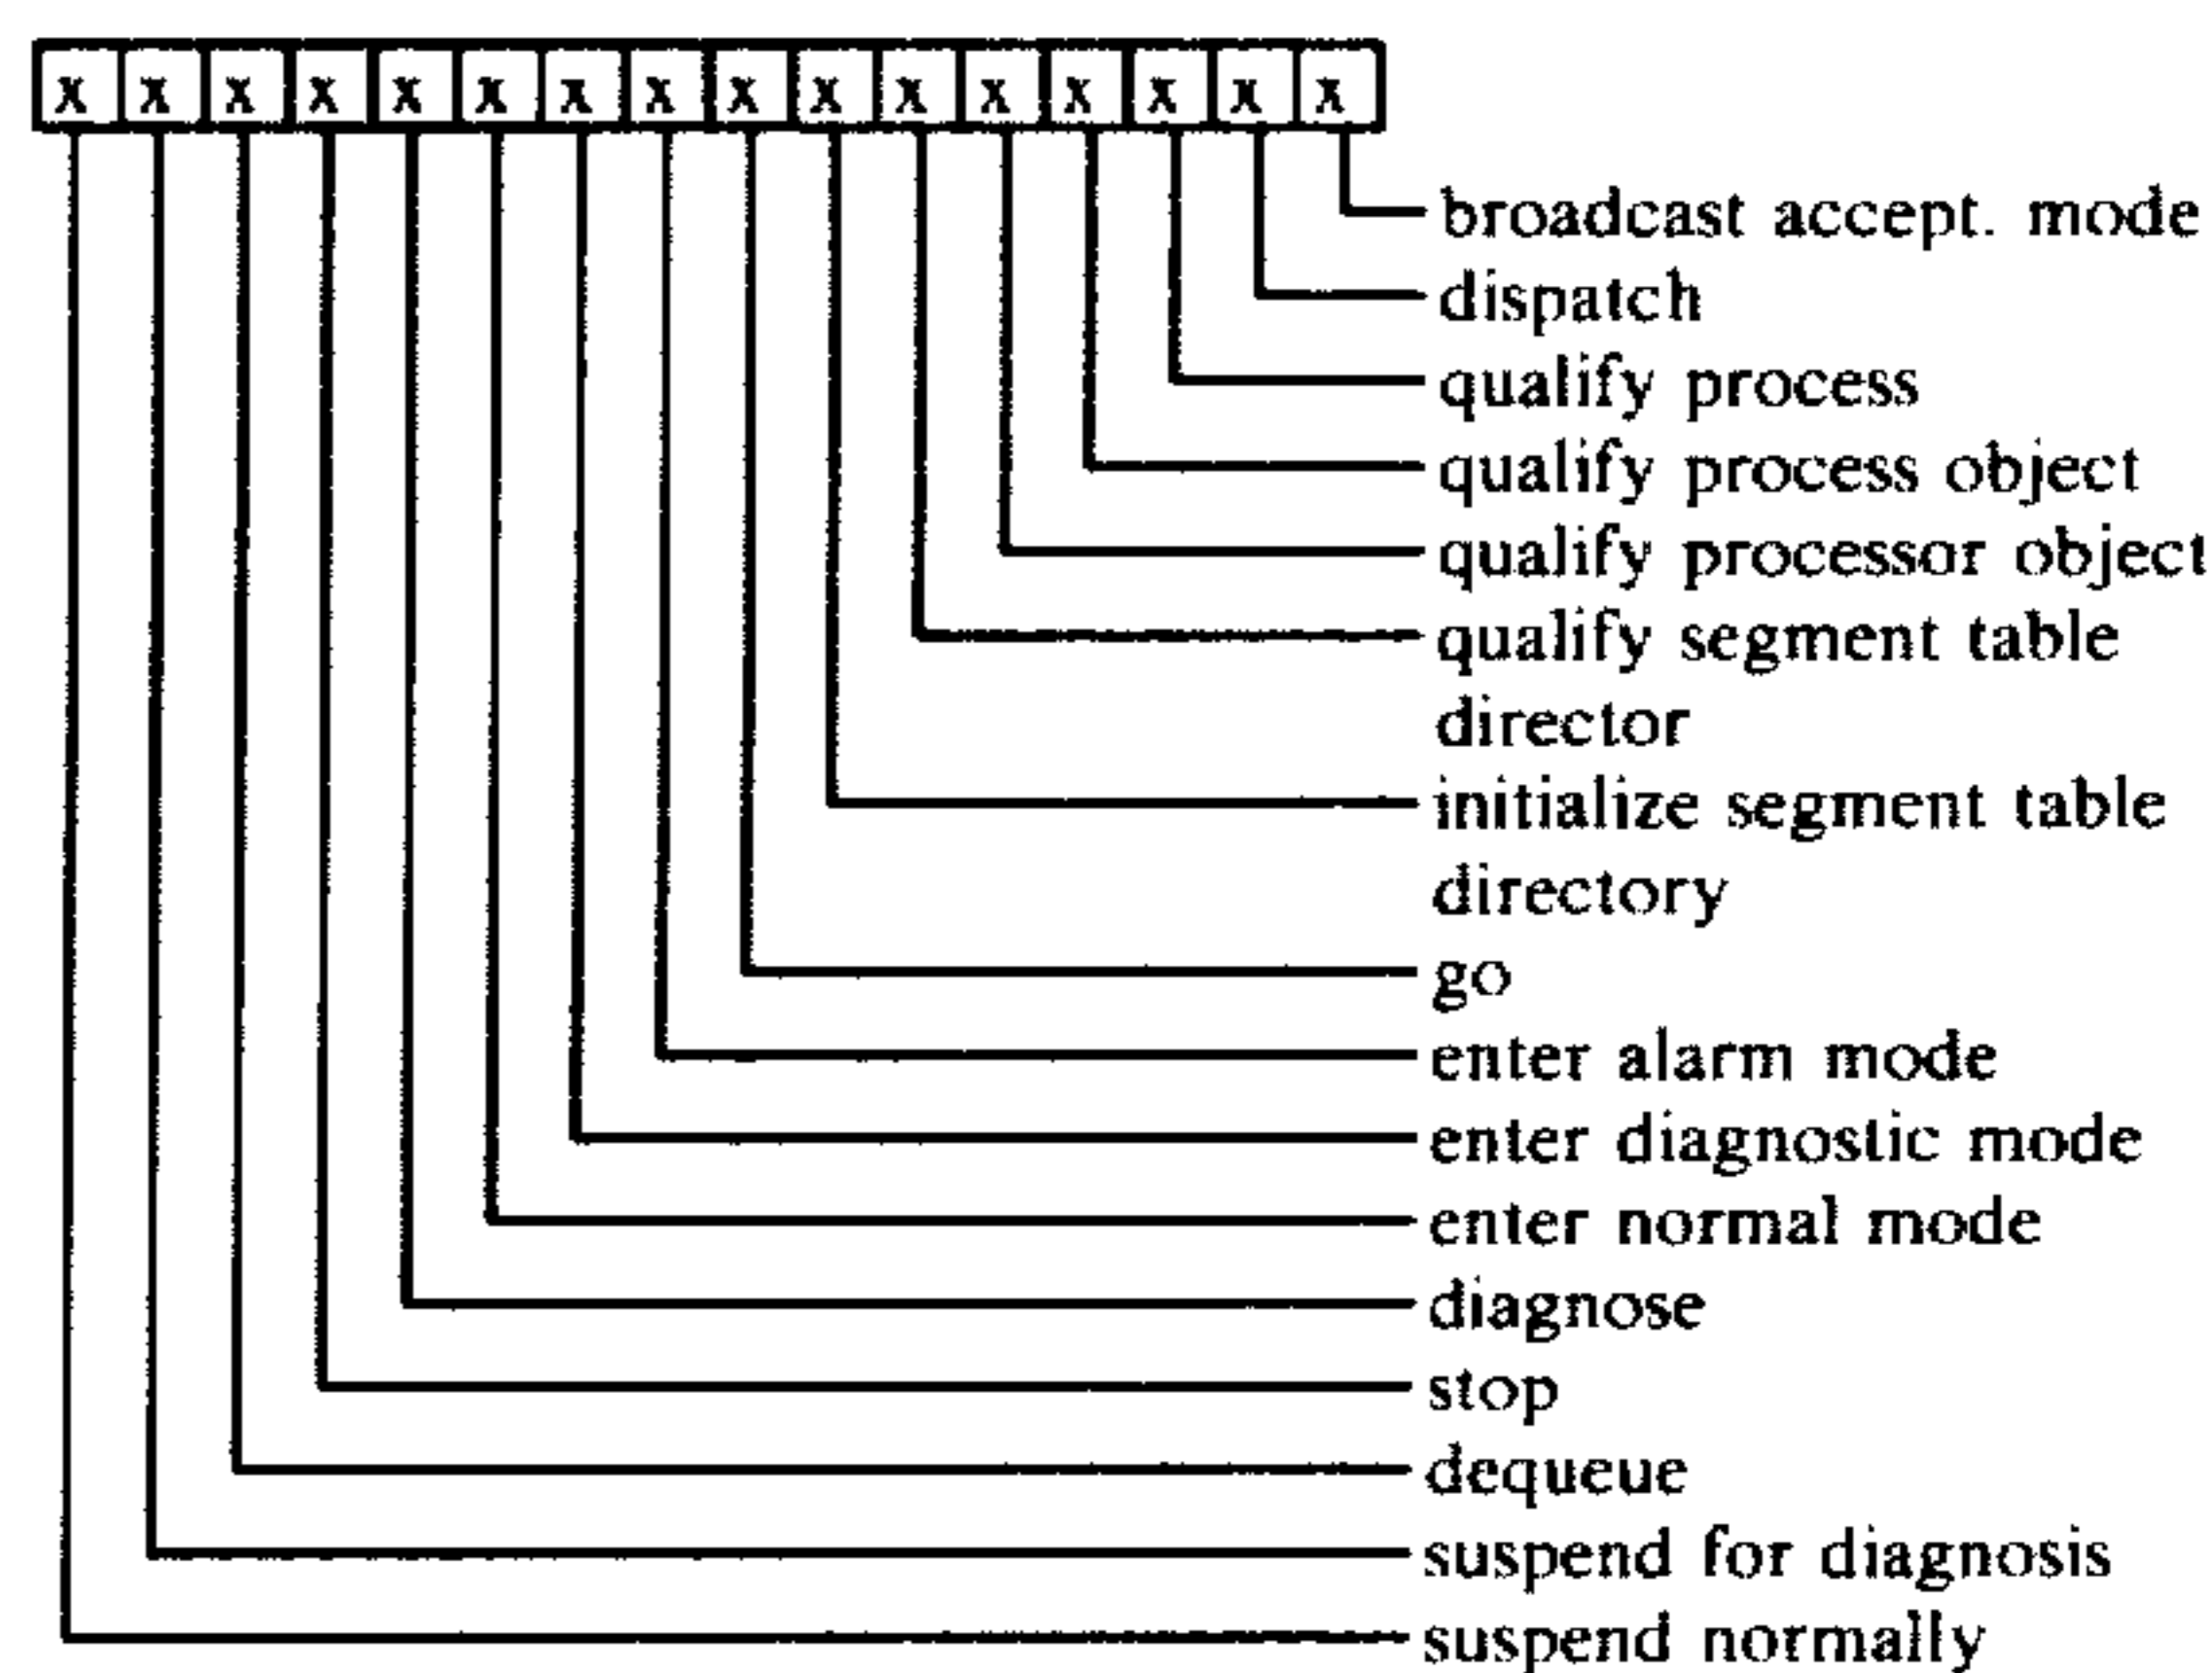 x x x x x x x x x x x x x x x x
broadcast accept. mode
dispatch
qualify process
qualify process object
qualify processor object
qualify segment table
director
initialize segment table
directory
go
enter alarm mode
enter diagnostic mode
enter normal mode
diagnose
stop
dequeue
suspend for diagnosis
suspend normally